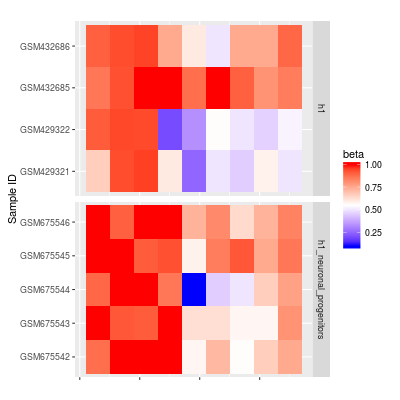 GSM432686
GSM432685
GSM429322
GSM429321
h1
GSM675546
GSM675545
GSM675544
GSM675543
GSM675542
h1_neuronal_progenitors
Sample ID
beta
1.00
0.75
0.50
0.25